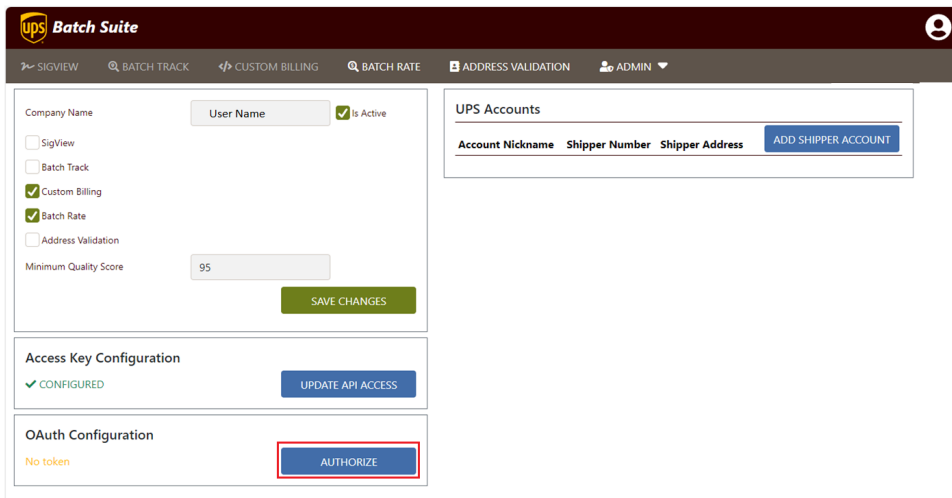 ups Batch Suite
SIGVIEW BATCH TRACK </> CUSTOM BILLING BATCH RATE ADDRESS VALIDATION ADMIN
Company Name User Name Is Active
SigView
Batch Track
Custom Billing
Batch Rate
Address Validation
Minimum Quality Score 95
SAVE CHANGES
Access Key Configuration
CONFIGURED UPDATE API ACCESS
OAuth Configuration
No token AUTHORIZE
UPS Accounts
Account Nickname Shipper Number Shipper Address ADD SHIPPER ACCOUNT